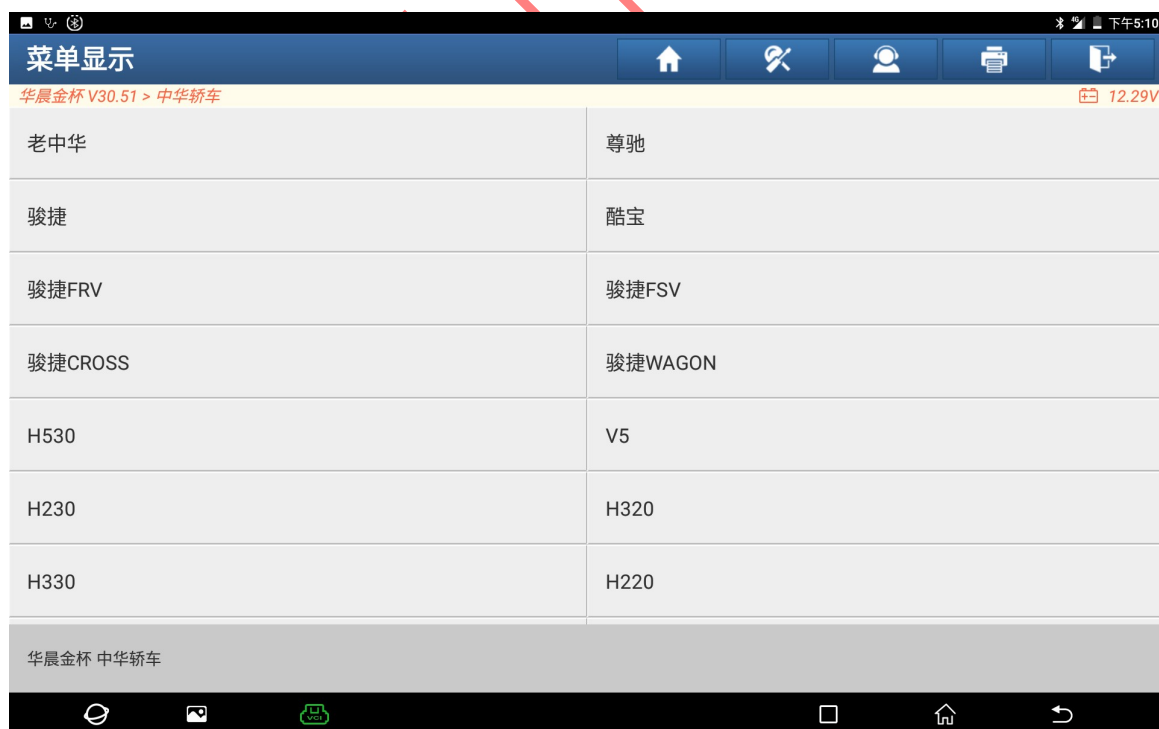 4G 下午5:10
菜单显示
华晨金杯 V30.51 > 中华轿车 12.29V
老中华 尊驰
骏捷 酷宝
骏捷FRV 骏捷FSV
骏捷CROSS 骏捷WAGON
H530 V5
H230 H320
H330 H220
华晨金杯 中华轿车
VCI